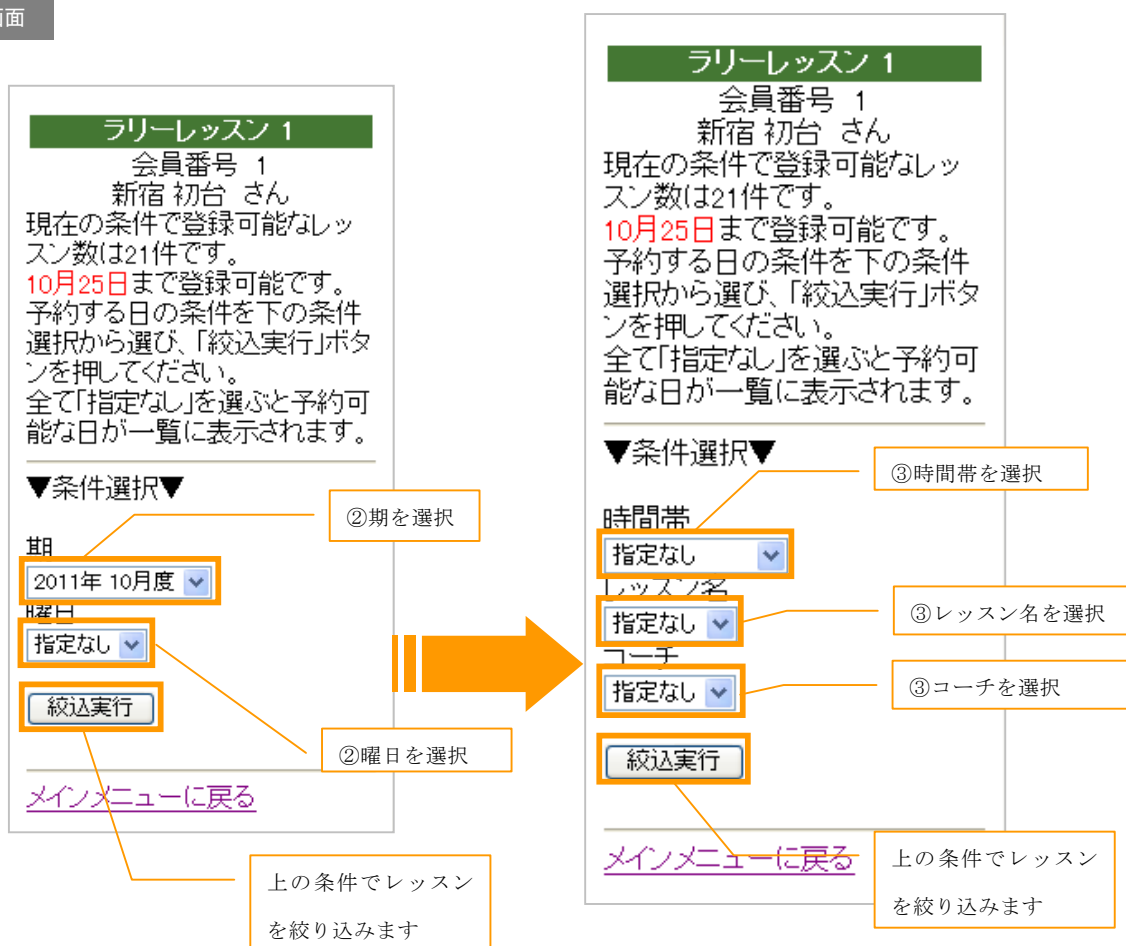 面
ラリーレッスン 1
会員番号 1
新宿 初台 さん
現在の条件で登録可能なレッ
スン数は21件です。
10月25日まで登録可能です。
予約する日の条件を下の条件
選択から選び、「絞込実行」ボタ
ンを押してください。
全て「指定なし」を選ぶと予約可
能な日が一覧に表示されます。
▼条件選択▼
②期を選択
期
2011年 10月度
曜日
指定なし
絞込実行
②曜日を選択
メインメニューに戻る
上の条件でレッスン
を絞り込みます
ラリーレッスン 1
会員番号 1
新宿 初台 さん
現在の条件で登録可能なレッ
スン数は21件です。
10月25日まで登録可能です。
予約する日の条件を下の条件
選択から選び、「絞込実行」ボタ
ンを押してください。
全て「指定なし」を選ぶと予約可
能な日が一覧に表示されます。
▼条件選択▼
③時間帯を選択
時間帯
指定なし
レッスン名
指定なし
③レッスン名を選択
コーチ
指定なし
③コーチを選択
絞込実行
メインメニューに戻る
上の条件でレッスン
を絞り込みます